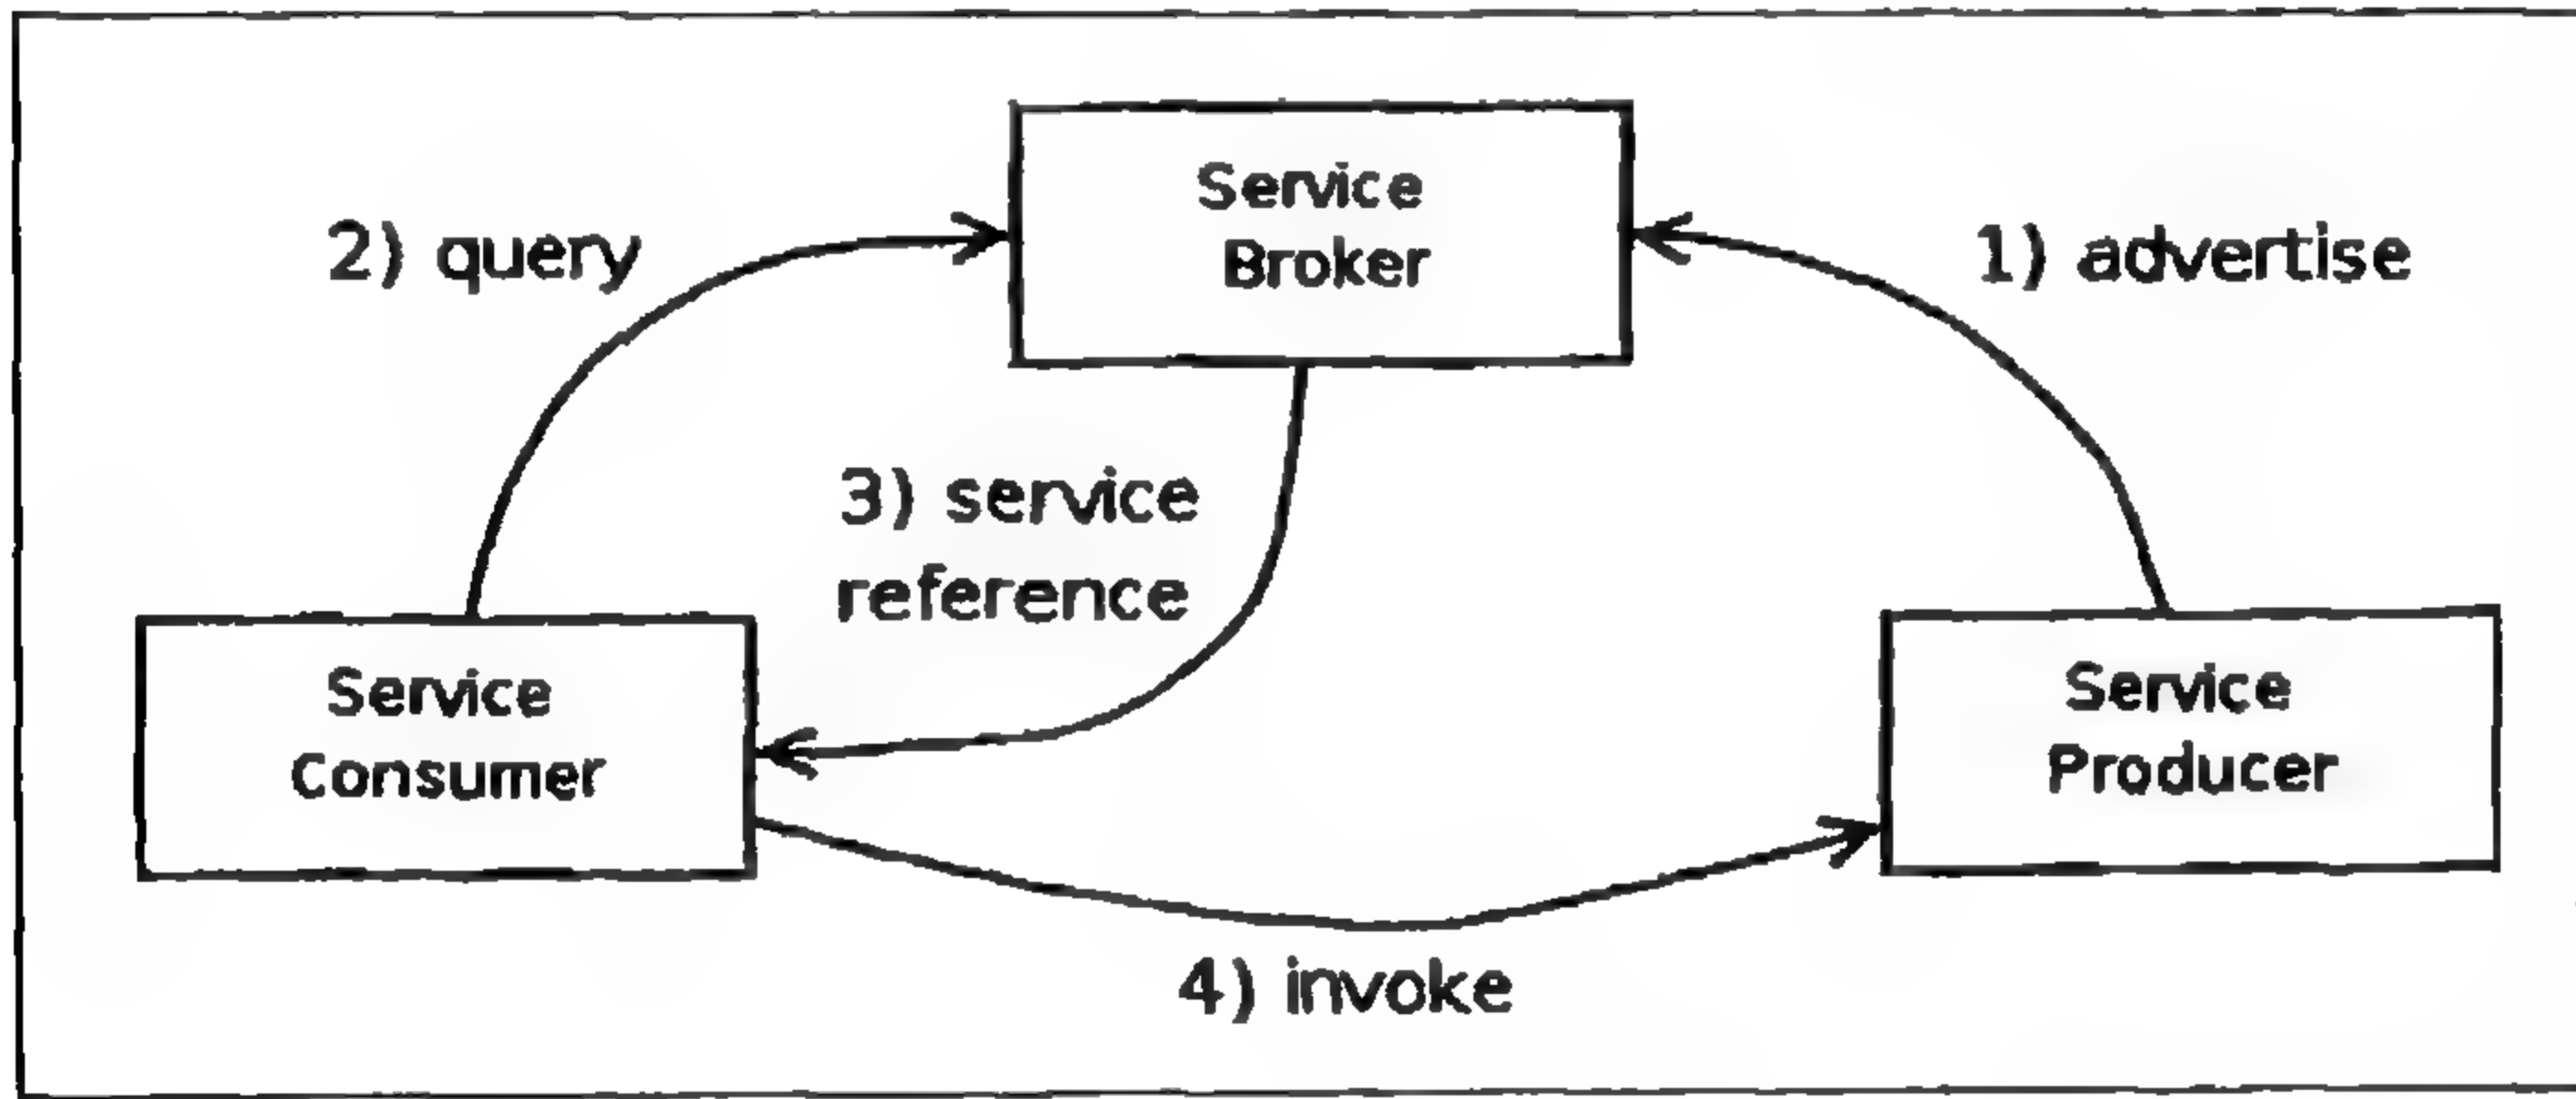 Service
Broker
2) query
1) advertise
3) service
reference
Service
Consumer
Service
Producer
4) invoke